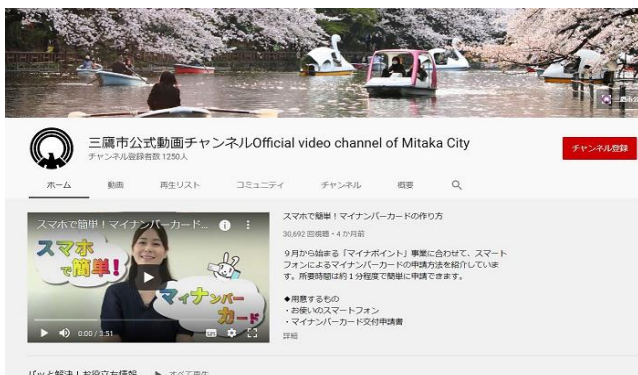 三鷹市公式動画チャンネルOfficial video channel of Mitaka City
チャンネル登録者数 1250人
チャンネル登録
ホーム 動画 再生リスト コミュニティ チャンネル 概要
スマホで簡単！マイナンバーカード...
スマホ
で簡単！
マイナンバー
カード
0:00 / 3:51
スマホで簡単！マイナンバーカードの作り方
30,692 回視聴・4 か月前
９月から始まる「マイナポイント」事業に合わせて、スマート
フォンによるマイナンバーカードの申請方法を紹介していま
す。所要時間は約１分程度で簡単に申請できます。
◆用意するもの
・お使いのスマートフォン
・マイナンバーカード交付申請書
詳細
パッと解決！お役立ち情報 ▶ すべて再生